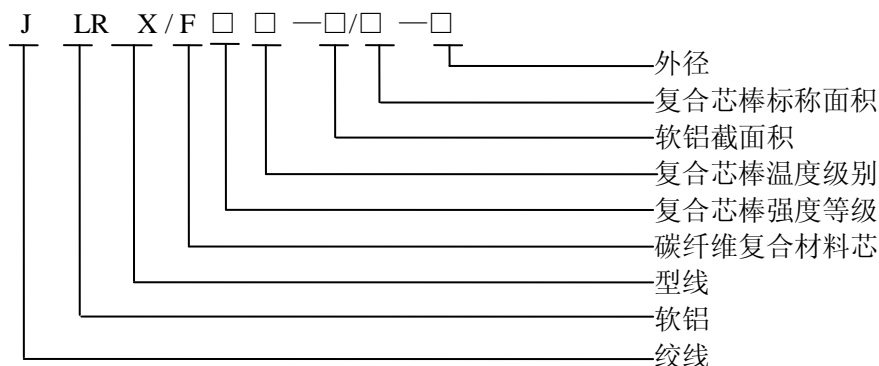 J LR X / F □ □ —□/□ —□
外径
复合芯棒标称面积
软铝截面积
复合芯棒温度级别
复合芯棒强度等级
碳纤维复合材料芯
型线
软铝
绞线